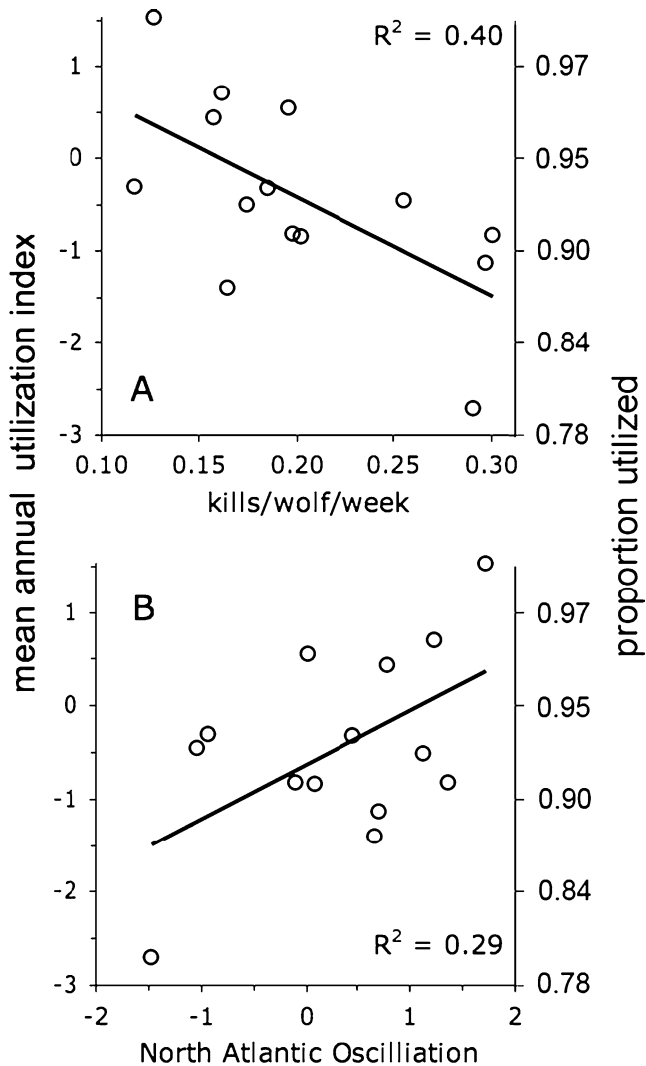 R² = 0.40
1
0
-1
-2
-3
0.97
0.95
0.90
0.84
0.78
A
0.10 0.15 0.20 0.25 0.30
kills/wolf/week
mean annual utilization index
proportion utilized
B
1
0
-1
-2
-3
0.97
0.95
0.90
0.84
0.78
R² = 0.29
-2 -1 0 1 2
North Atlantic Oscilliation